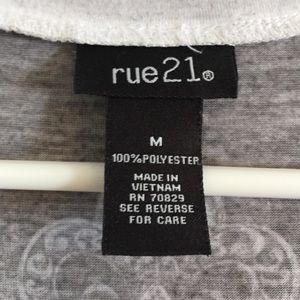 rue21®
M
100%POLYESTER
MADE IN
VIETNAM
RN 70829
SEE REVERSE
FOR CARE